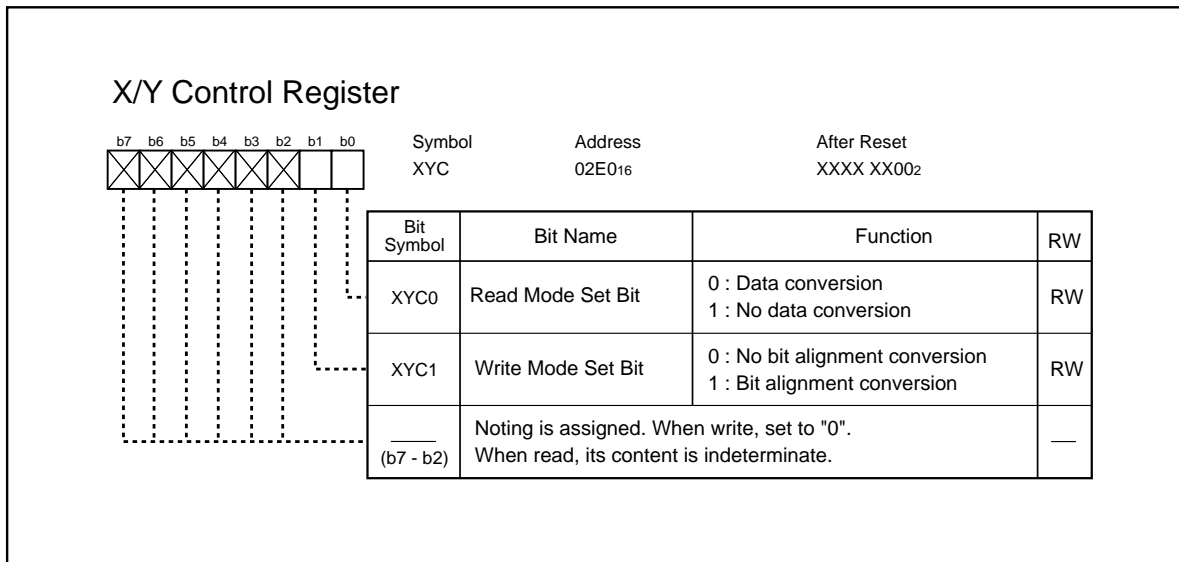 X/Y Control Register
b7 b6 b5 b4 b3 b2 b1 b0
Symbol Address After Reset
XYC 02E016 XXXX XX002
Bit Symbol Bit Name Function RW
XYC0 Read Mode Set Bit 0 : Data conversion
1 : No data conversion RW
XYC1 Write Mode Set Bit 0 : No bit alignment conversion
1 : Bit alignment conversion RW
(b7 - b2) Noting is assigned. When write, set to "0".
When read, its content is indeterminate.